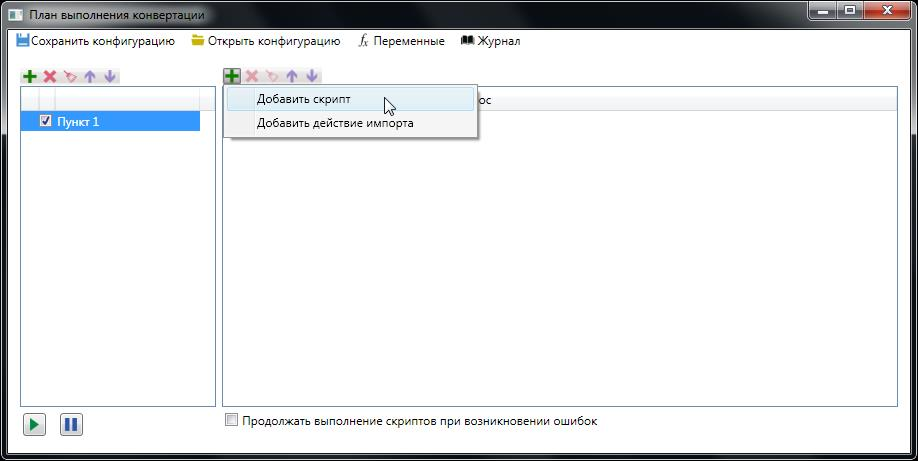 План выполнения конвертации
Сохранить конфигурацию Открыть конфигурацию fx Переменные Журнал
Добавить скрипт
Добавить действие импорта
Пункт 1
Продолжать выполнение скриптов при возникновении ошибок